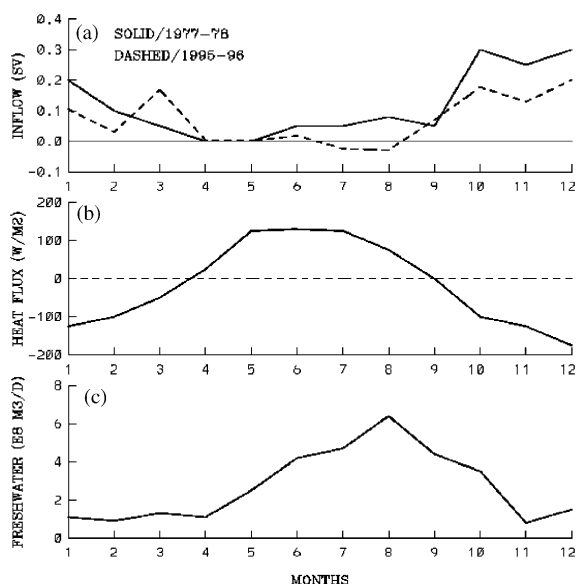 (a)
SOLID/1977-78
DASHED/1995-96
INFLOW (SV)
0.4
0.3
0.2
0.1
0.0
-0.1
1 2 3 4 5 6 7 8 9 10 11 12
(b)
HEAT FLUX (W/M2)
200
100
0
-100
-200
1 2 3 4 5 6 7 8 9 10 11 12
(c)
FRESHWATER (E8 M3/D)
8
6
4
2
0
1 2 3 4 5 6 7 8 9 10 11 12
MONTHS